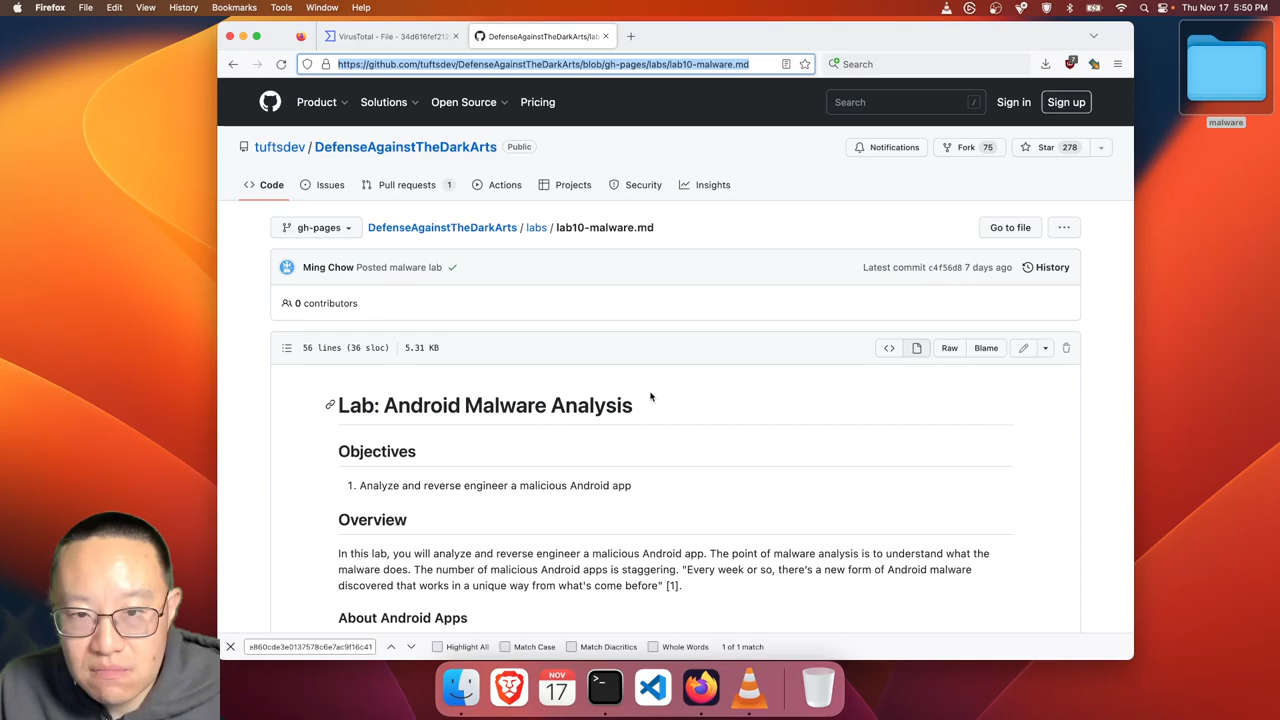 Firefox File Edit View History Bookmarks Tools Window Help
Thu Nov 17 5:50 PM
VirusTotal - File - 34d616fef212
DefenseAgainstTheDarkArts/lab
https://github.com/tuftsdev/DefenseAgainstTheDarkArts/blob/gh-pages/labs/lab10-malware.md
Search
malware
Product Solutions Open Source Pricing
Search /
Sign in Sign up
tuftsdev / DefenseAgainstTheDarkArts Public
Notifications Fork 75 Star 278
Code Issues Pull requests 1 Actions Projects Security Insights
gh-pages DefenseAgainstTheDarkArts / labs / lab10-malware.md
Go to file
Ming Chow Posted malware lab
Latest commit c4f56d8 7 days ago History
0 contributors
56 lines (36 sloc) 5.31 KB
Raw Blame
Lab: Android Malware Analysis
Objectives
1. Analyze and reverse engineer a malicious Android app
Overview
In this lab, you will analyze and reverse engineer a malicious Android app. The point of malware analysis is to understand what the
malware does. The number of malicious Android apps is staggering. "Every week or so, there's a new form of Android malware
discovered that works in a unique way from what's come before" [1].
About Android Apps
e860cde3e0137578c6e7ac9f16c41 Highlight All Match Case Match Diacritics Whole Words 1 of 1 match
NOV
17